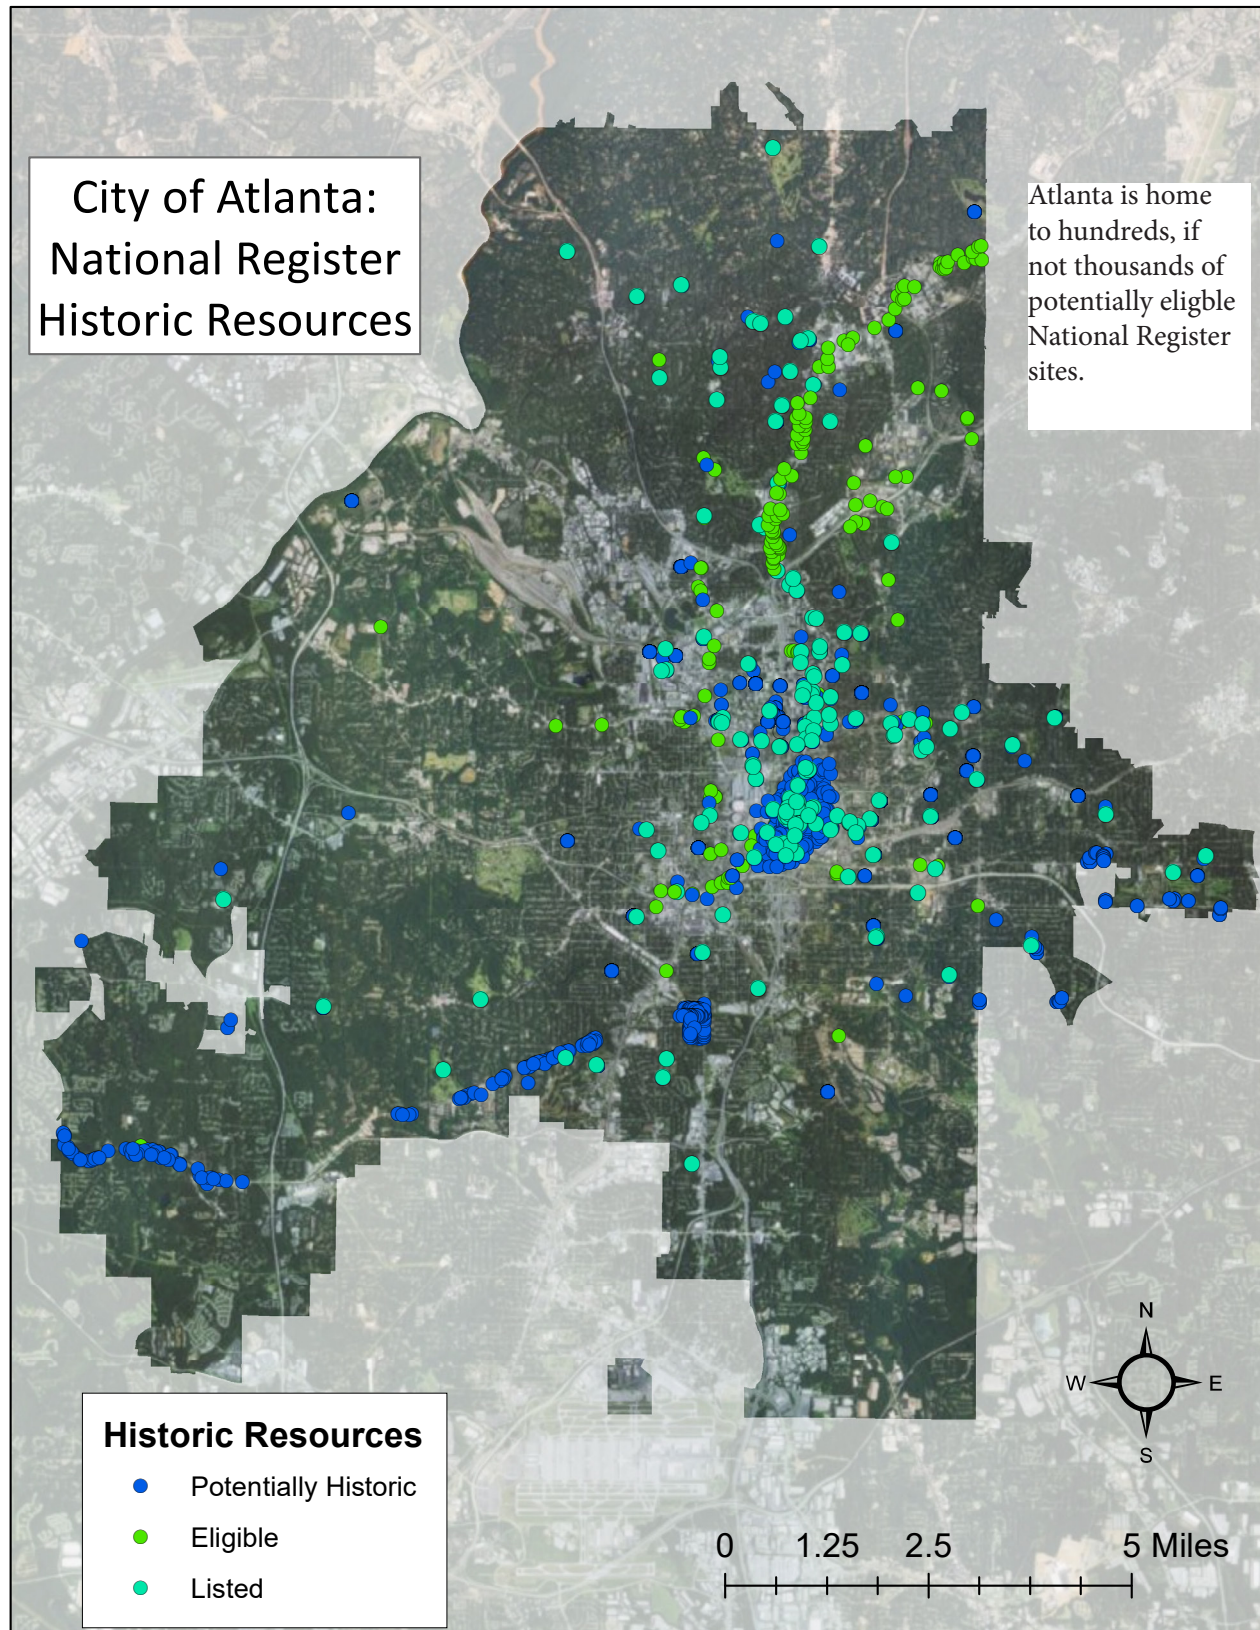 City of Atlanta:
National Register
Historic Resources
Atlanta is home
to hundreds, if
not thousands of
potentially eligble
National Register
sites.
N
W
E
S
Historic Resources
Potentially Historic
Eligible
Listed
0 1.25 2.5 5 Miles